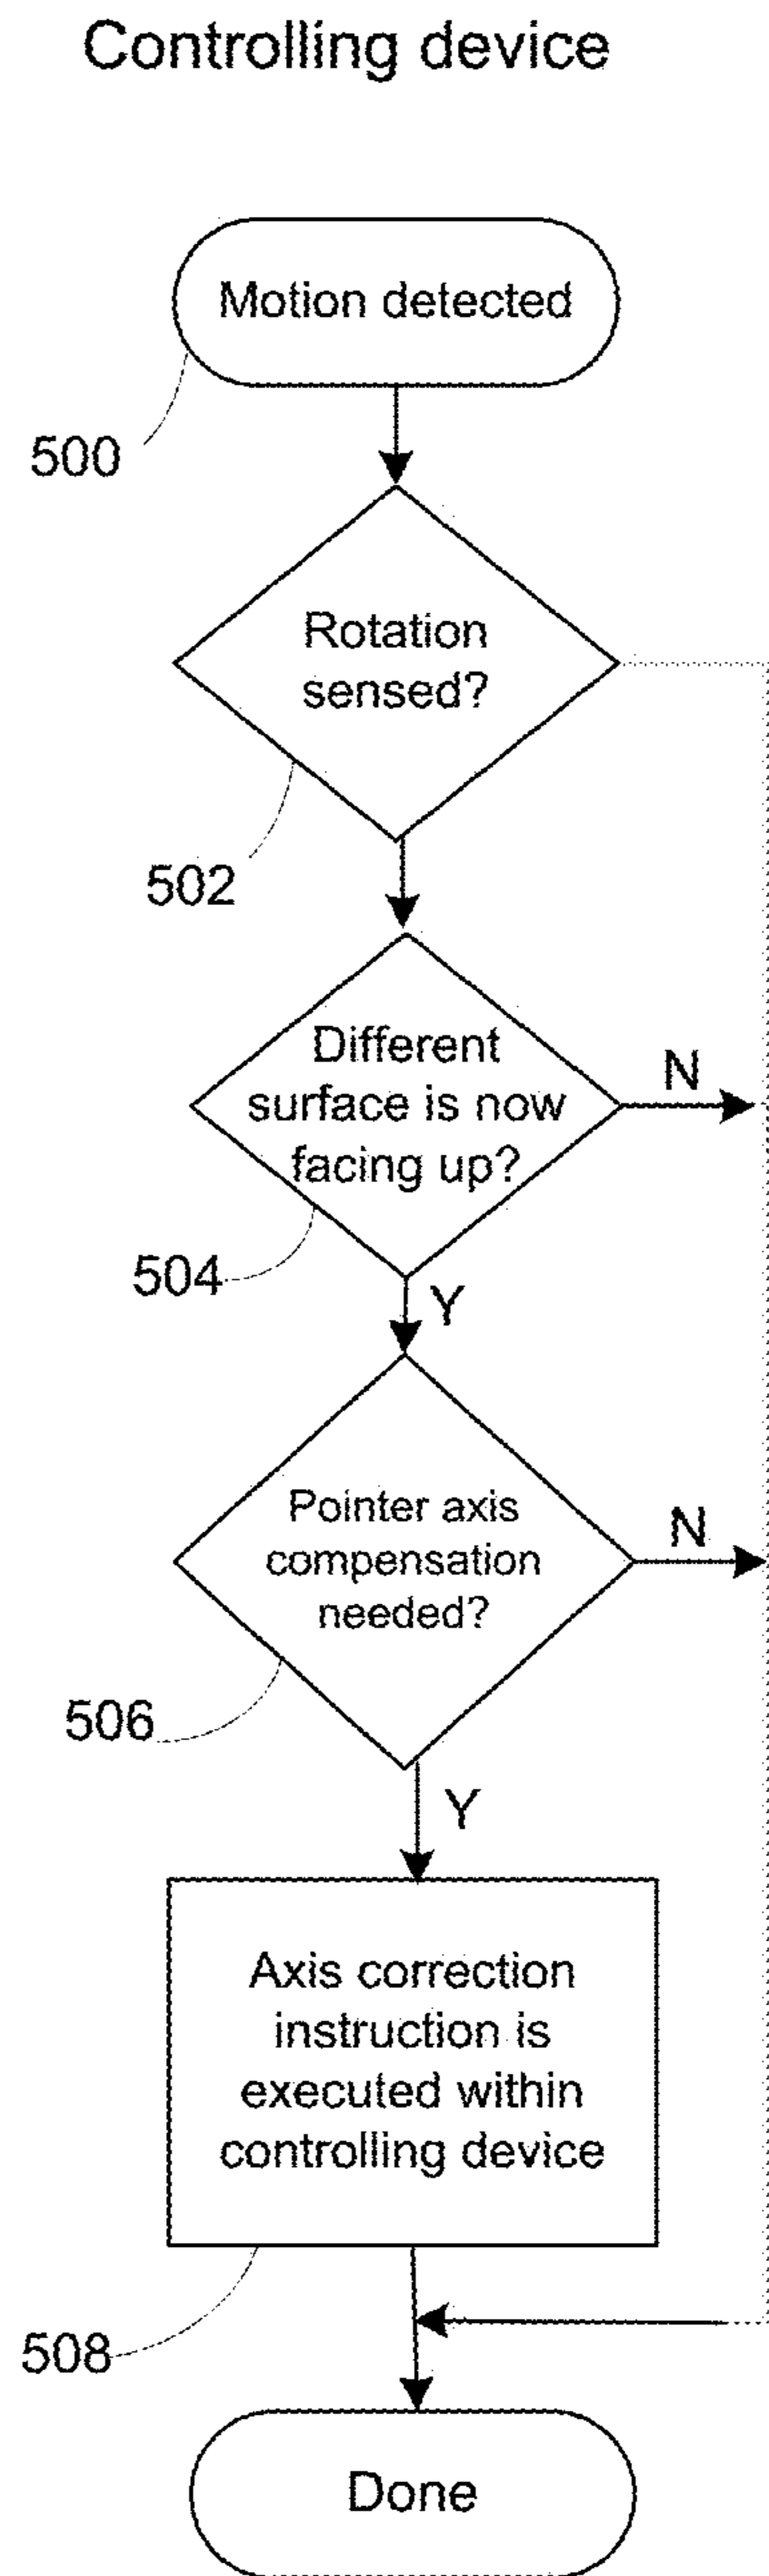 Controlling device
Motion detected
500
Rotation
sensed?
502
Different
surface is now
facing up?
N
504
Y
Pointer axis
compensation
needed?
N
506
Y
Axis correction
instruction is
executed within
controlling device
508
Done